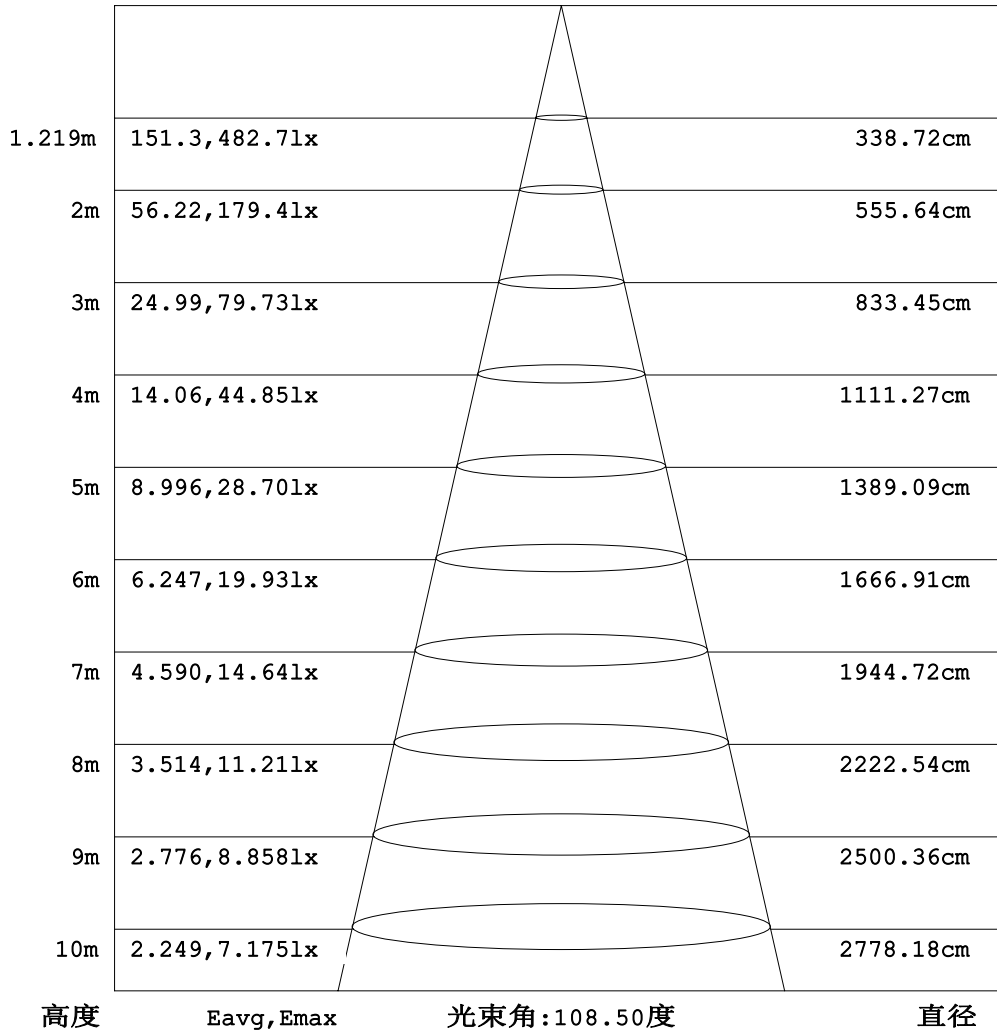 1.219m 151.3,482.7lx 338.72cm
2m 56.22,179.4lx 555.64cm
3m 24.99,79.73lx 833.45cm
4m 14.06,44.85lx 1111.27cm
5m 8.996,28.70lx 1389.09cm
6m 6.247,19.93lx 1666.91cm
7m 4.590,14.64lx 1944.72cm
8m 3.514,11.21lx 2222.54cm
9m 2.776,8.858lx 2500.36cm
10m 2.249,7.175lx 2778.18cm
高度 Eavg,Emax 光束角:108.50度 直径